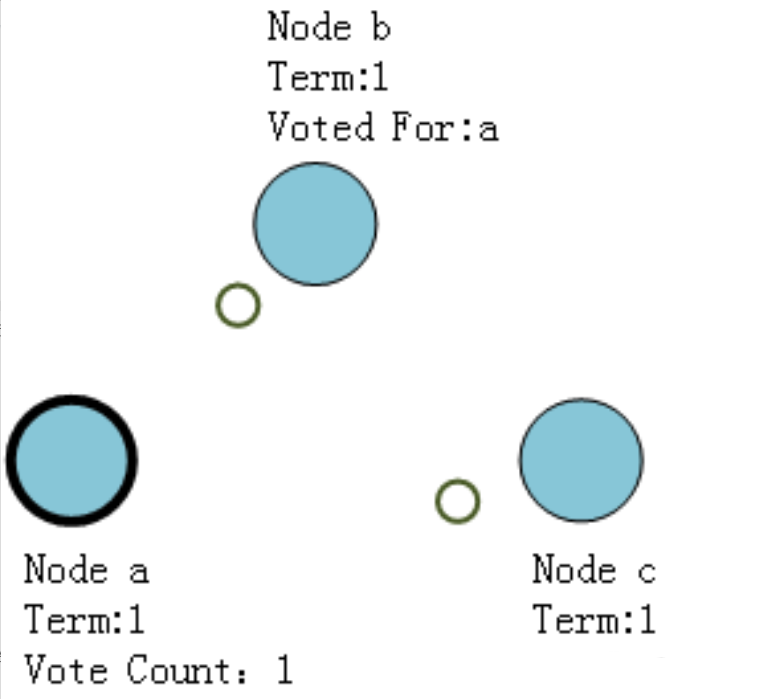 Node b
Term:1
Voted For:a
Node a
Term:1
Vote Count：1
Node c
Term:1